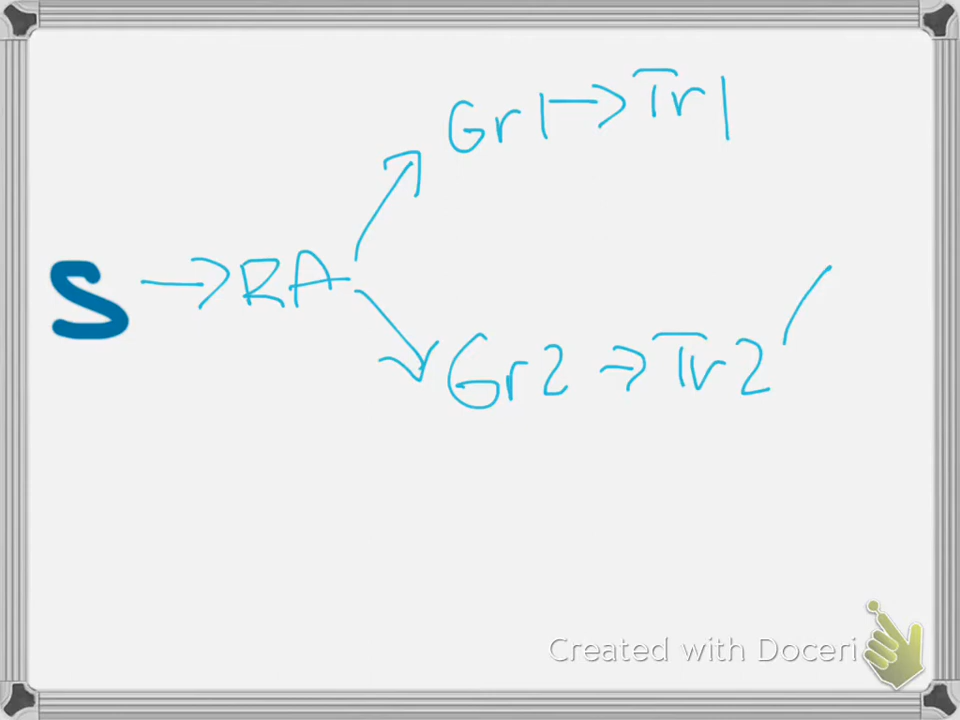 Gr1 → Tr1
S → RA
Gr2 → Tr2
Created with Doceri